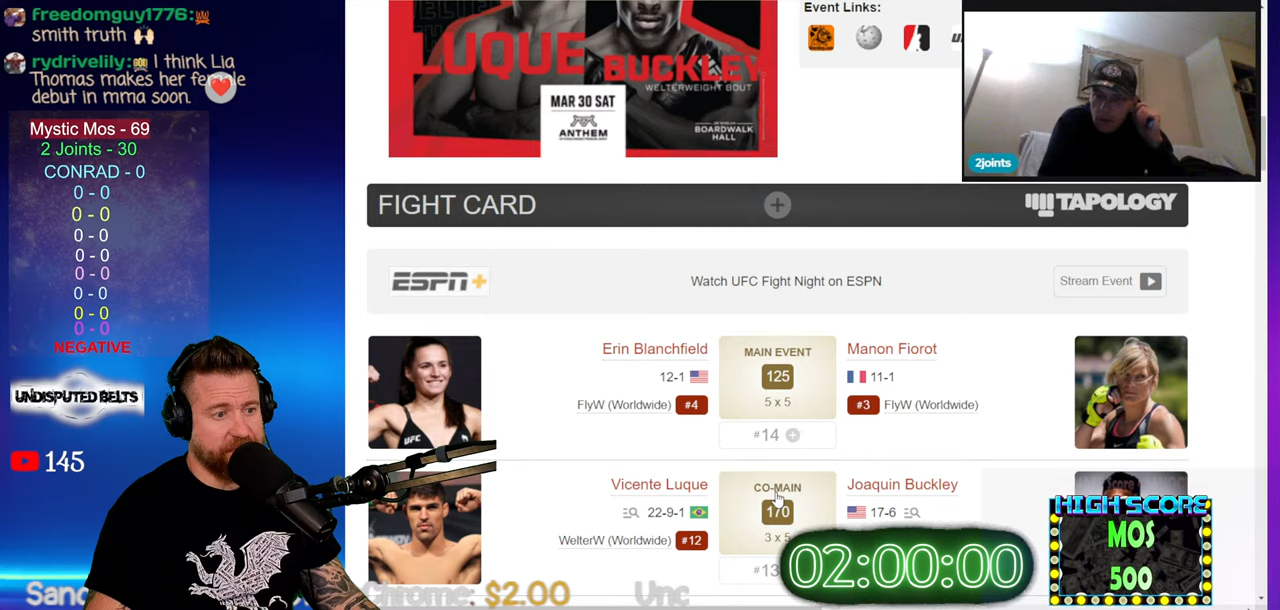 freedomguy1776:
smith truth
rydrivelily: I think Lia
Thomas makes her female
debut in mma soon.
Mystic Mos - 69
2 Joints - 30
CONRAD - 0
0 - 0
0 - 0
0 - 0
0 - 0
0 - 0
0 - 0
0 - 0
0 - 0
NEGATIVE
UNDISPUTED BELTS
145
LUQUE
BUCKLEY
WELTERWEIGHT BOUT
MAR 30 SAT
ANTHEM
BOARDWALK
HALL
Event Links:
2joints
FIGHT CARD
TAPOLOGY
ESPN+
Watch UFC Fight Night on ESPN
Stream Event
Erin Blanchfield
MAIN EVENT
Manon Fiorot
12-1
125
11-1
FlyW (Worldwide) #4
5 x 5
#3 FlyW (Worldwide)
#14
UFC
Vicente Luque
CO-MAIN
Joaquin Buckley
22-9-1
170
17-6
WelterW (Worldwide) #12
3 x 5
#13
02:00:00
HIGH SCORE
MOS
500
Chrome: $2.00